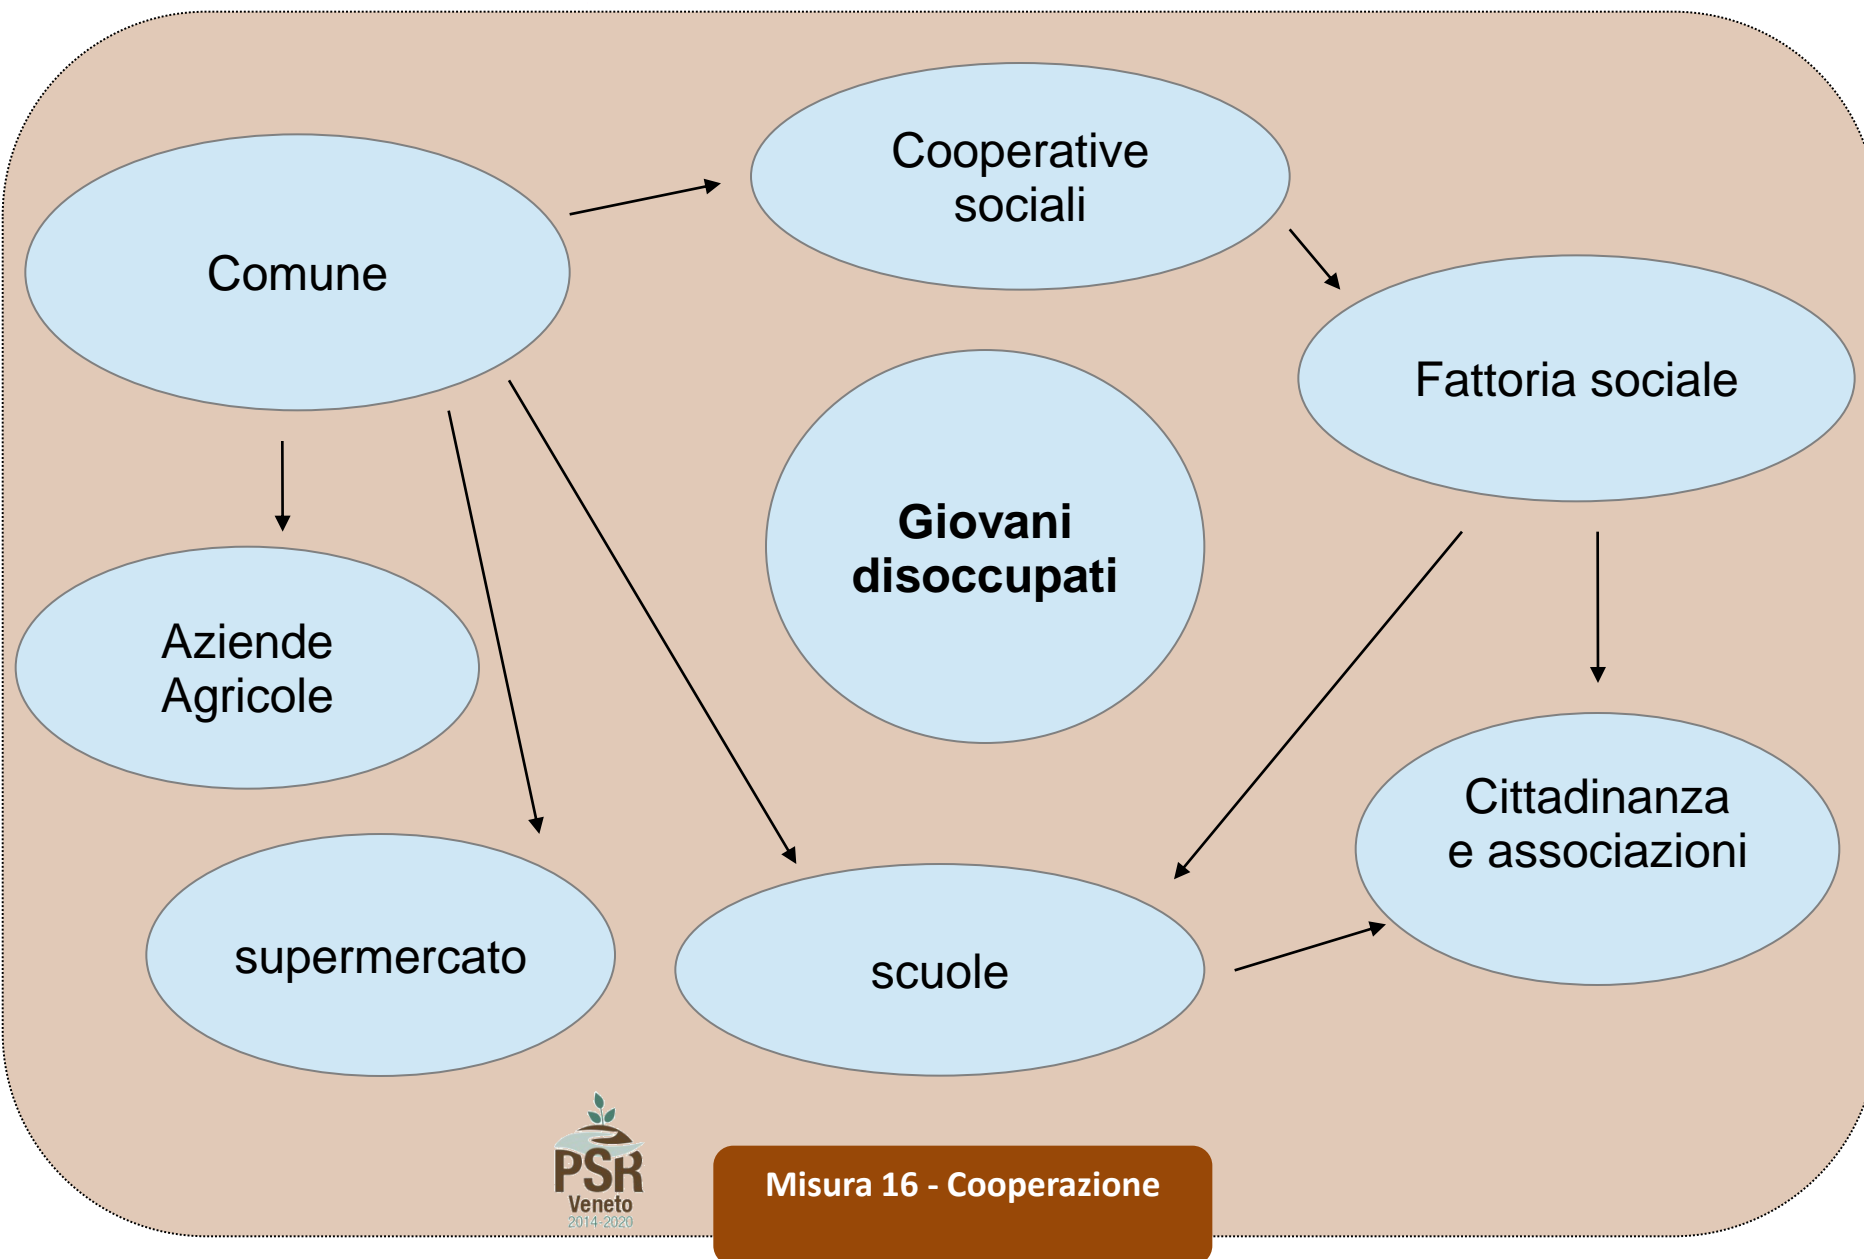 Cooperative
sociali
Comune
Fattoria sociale
Giovani
disoccupati
Aziende
Agricole
Cittadinanza
e associazioni
supermercato
scuole
PSR
Veneto
2014-2020
Misura 16 - Cooperazione